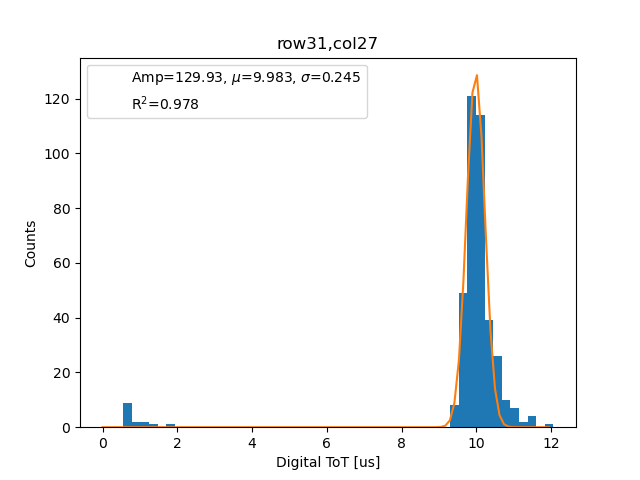 row31,col27
Amp=129.93, μ=9.983, σ=0.245
R²=0.978
Counts
120
100
80
60
40
20
0
0 2 4 6 8 10 12
Digital ToT [us]